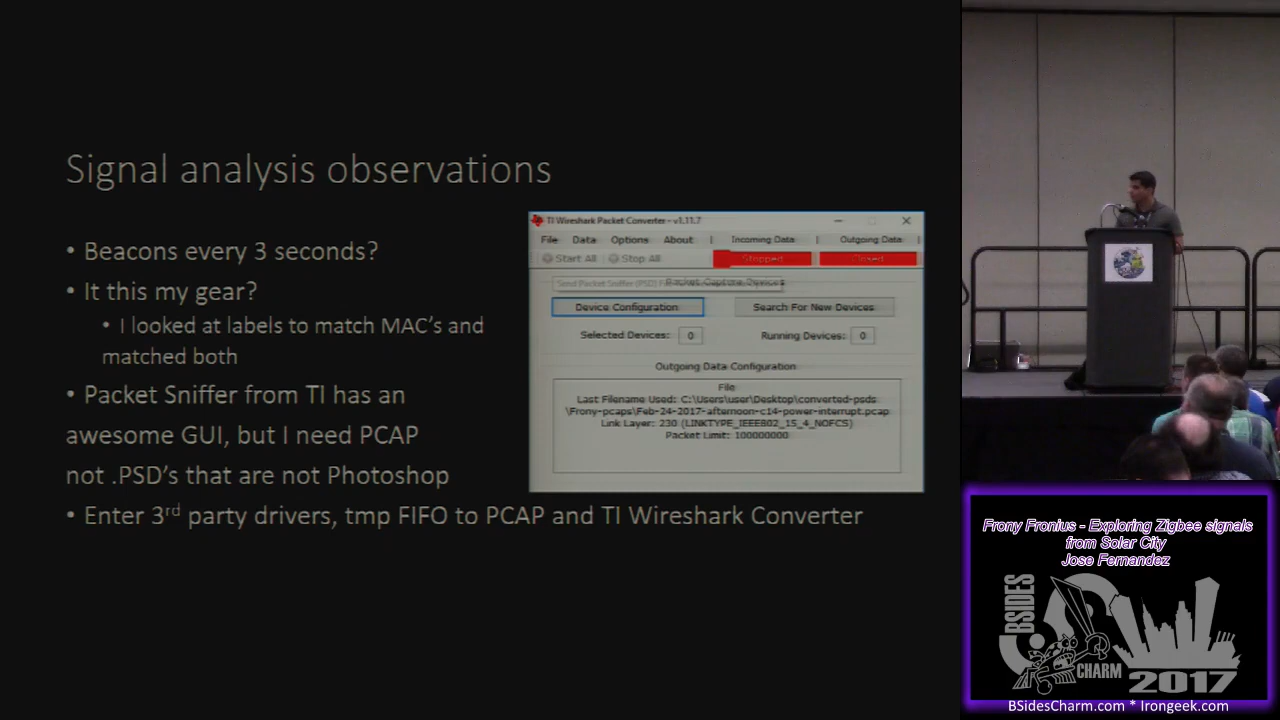 Signal analysis observations
• Beacons every 3 seconds?
• It this my gear?
• I looked at labels to match MAC's and
matched both
• Packet Sniffer from TI has an
awesome GUI, but I need PCAP
not .PSD's that are not Photoshop
• Enter 3rd party drivers, tmp FIFO to PCAP and TI Wireshark Converter
TI Wireshark Packet Converter - v1.11.7
File Data Options About | Incoming Data | Outgoing Data |
Start All Stop All Stopped Closed
Packet Capture Devices
Device Configuration Search For New Devices
Selected Devices: 0 Running Devices: 0
Outgoing Data Configuration
File
Last Filename Used: C:\Users\user\Desktop\converted-psds
\Frony-pcaps\Feb-24-2017-afternoon-c14-power-interrupt.pcap
Link Layer: 230 (LINKTYPE_IEEE802_15_4_NOFCS)
Packet Limit: 100000000
Frony Fronius - Exploring Zigbee signals
from Solar City
Jose Fernandez
BSIDES
CHARM
2017
BSidesCharm.com * Irongeek.com